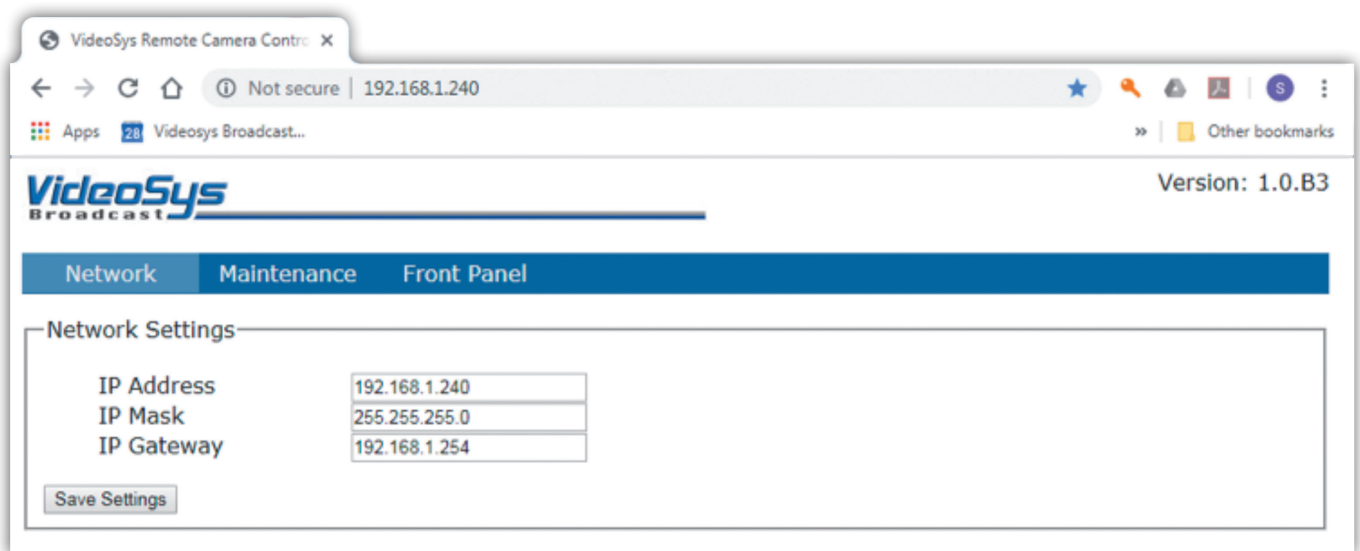 VideoSys Remote Camera Contro
Not secure | 192.168.1.240
S
Apps 28 Videosys Broadcast... » Other bookmarks
VideoSys
Broadcast
Version: 1.0.B3
Network Maintenance Front Panel
Network Settings
IP Address 192.168.1.240
IP Mask 255.255.255.0
IP Gateway 192.168.1.254
Save Settings